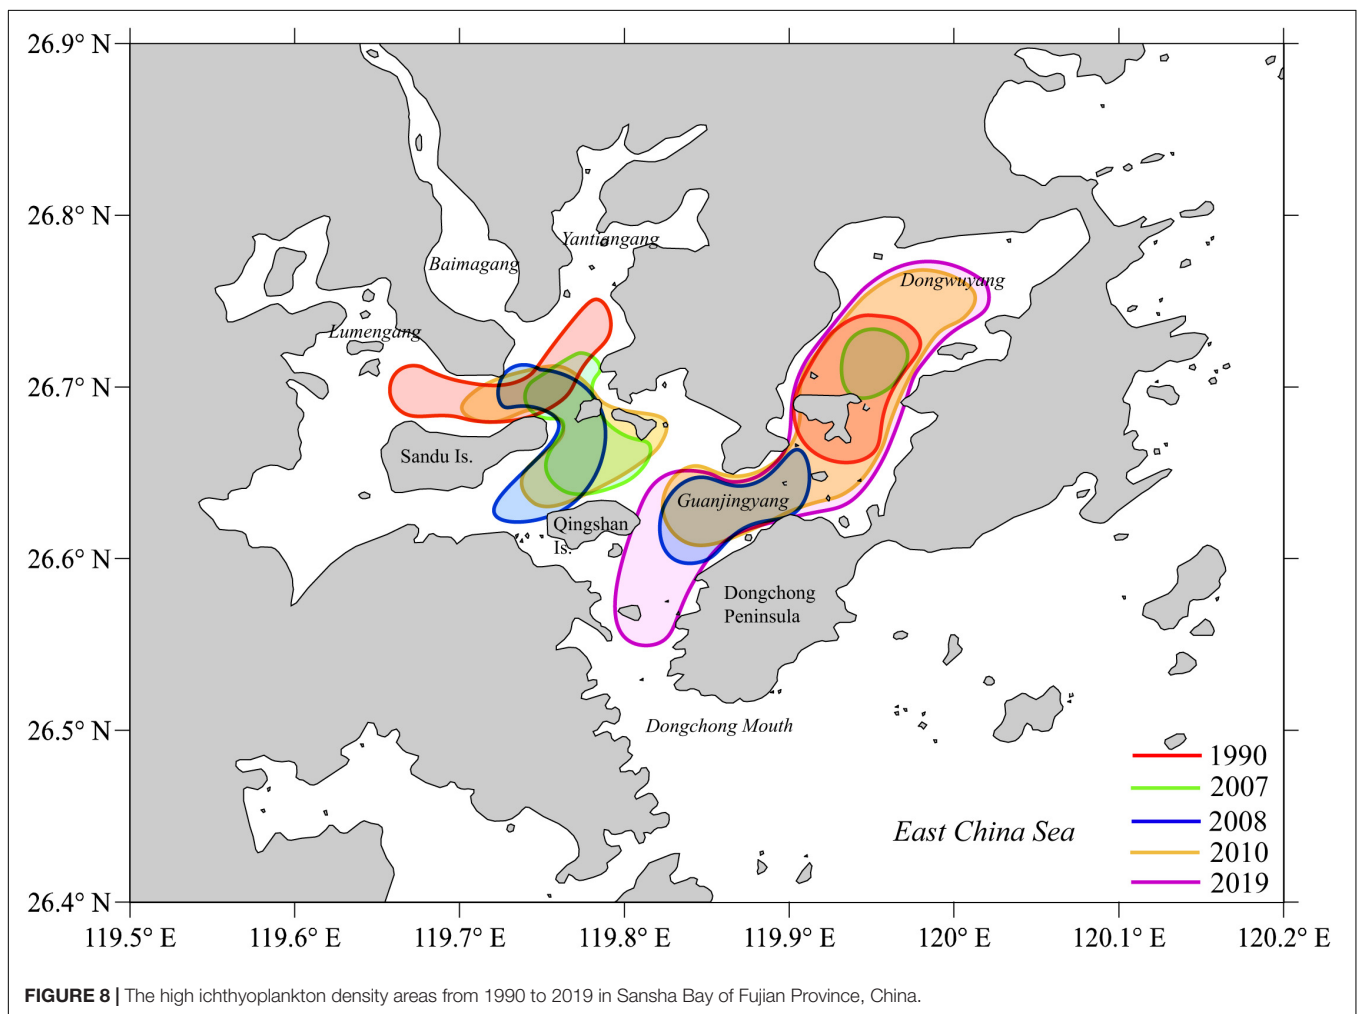 26.9° N
26.8° N
26.7° N
26.6° N
26.5° N
26.4° N
Yantiangang
Baimagang
Dongwuyang
Lumengang
Sandu Is.
Guanjingyang
Qingshan
Is.
Dongchong
Peninsula
Dongchong Mouth
East China Sea
1990
2007
2008
2010
2019
119.5° E 119.6° E 119.7° E 119.8° E 119.9° E 120° E 120.1° E 120.2° E
FIGURE 8 | The high ichthyoplankton density areas from 1990 to 2019 in Sansha Bay of Fujian Province, China.